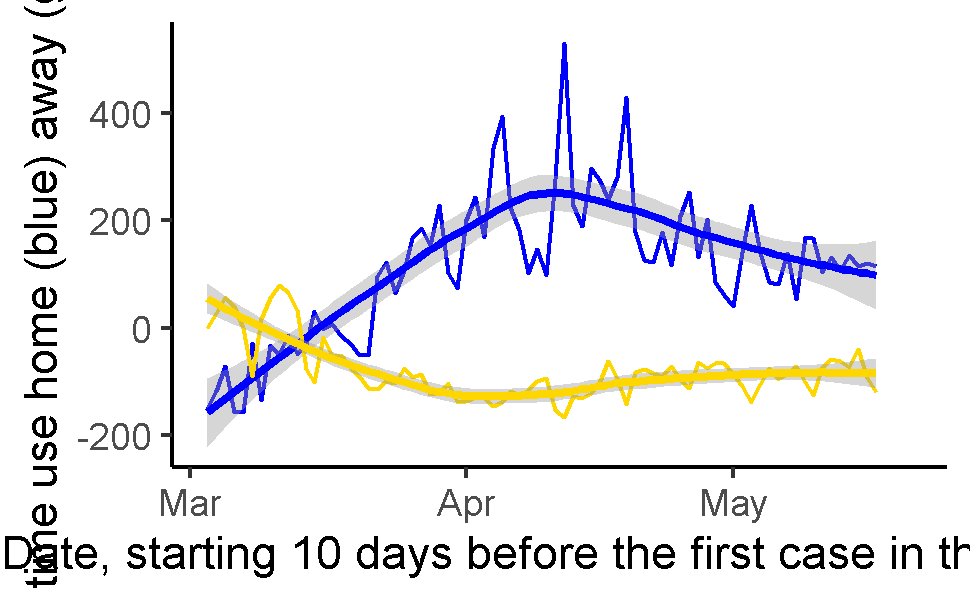 time use home (blue) away (
400
200
0
-200
Mar Apr May
Date, starting 10 days before the first case in th